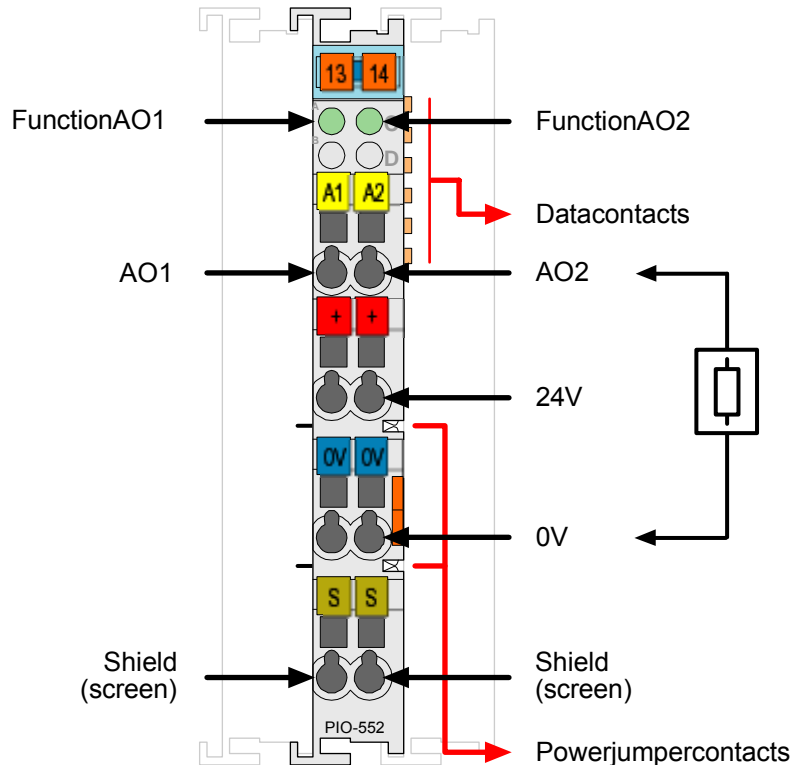 13 14
A
FunctionAO1
C
FunctionAO2
B
D
A1 A2
Datacontacts
AO1
AO2
+ +
24V
0V 0V
0V
S S
Shield
(screen)
Shield
(screen)
PIO-552
Powerjumpercontacts